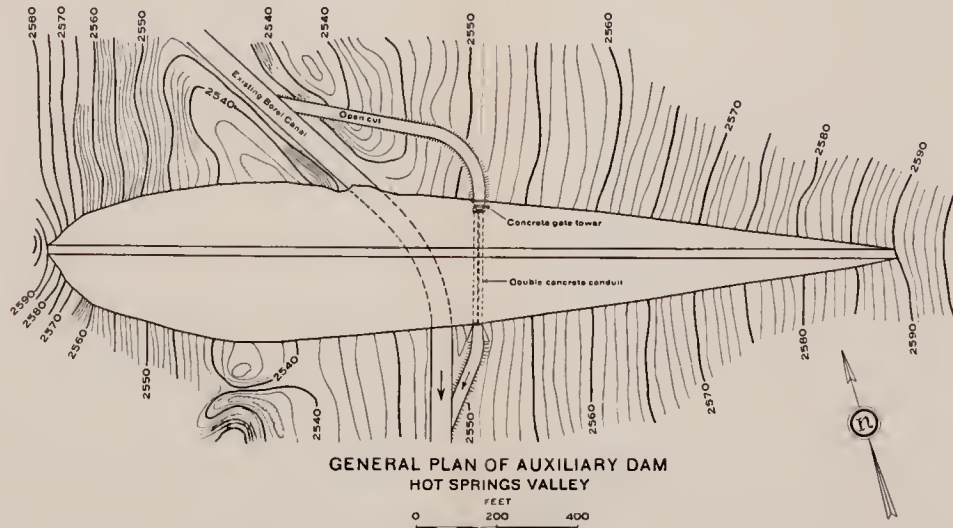 2580
2570
2560
2550
2540
2540
2550
2560
2570
2580
2590
Existing Borel Canal
2540
Open cut
Concrete gate tower
Double concrete conduit
2590
2580
2570
2560
2550
2540
2540
2550
2560
2570
2580
2590
n
GENERAL PLAN OF AUXILIARY DAM
HOT SPRINGS VALLEY
FEET
0 200 400